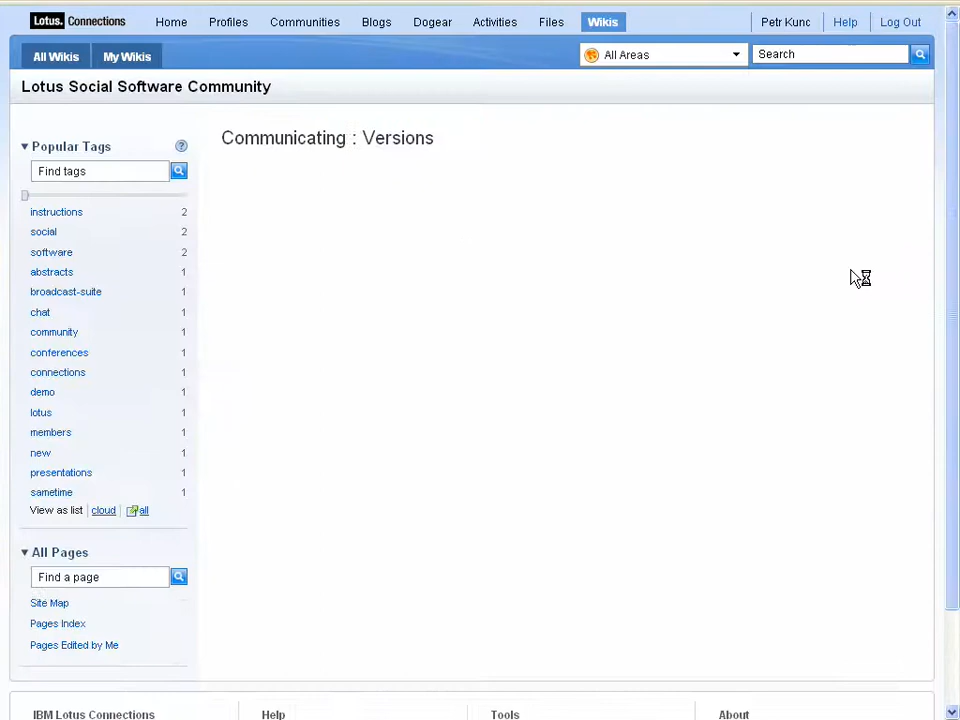 Lotus. Connections Home Profiles Communities Blogs Dogear Activities Files Wikis Petr Kunc Help Log Out
All Wikis My Wikis All Areas Search
Lotus Social Software Community
Communicating : Versions
Popular Tags ?
Find tags
instructions 2
social 2
software 2
abstracts 1
broadcast-suite 1
chat 1
community 1
conferences 1
connections 1
demo 1
lotus 1
members 1
new 1
presentations 1
sametime 1
View as list cloud all
All Pages
Find a page
Site Map
Pages Index
Pages Edited by Me
IBM Lotus Connections Help Tools About